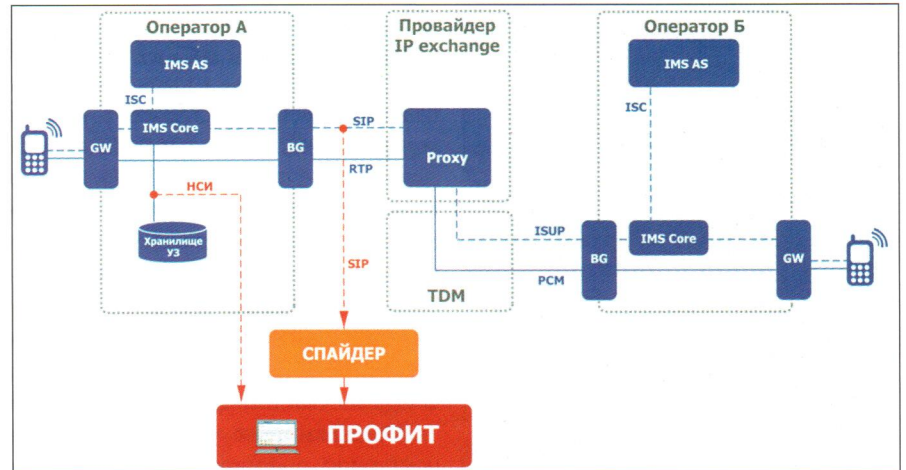 Оператор А
IMS AS
ISC
GW
IMS Core
BG
НСИ
Хранилище
УЗ
Провайдер
IP exchange
SIP
RTP
Proxy
SIP
ISUP
PCM
TDM
Оператор Б
IMS AS
ISC
BG
IMS Core
GW
СПАЙДЕР
ПРОФИТ